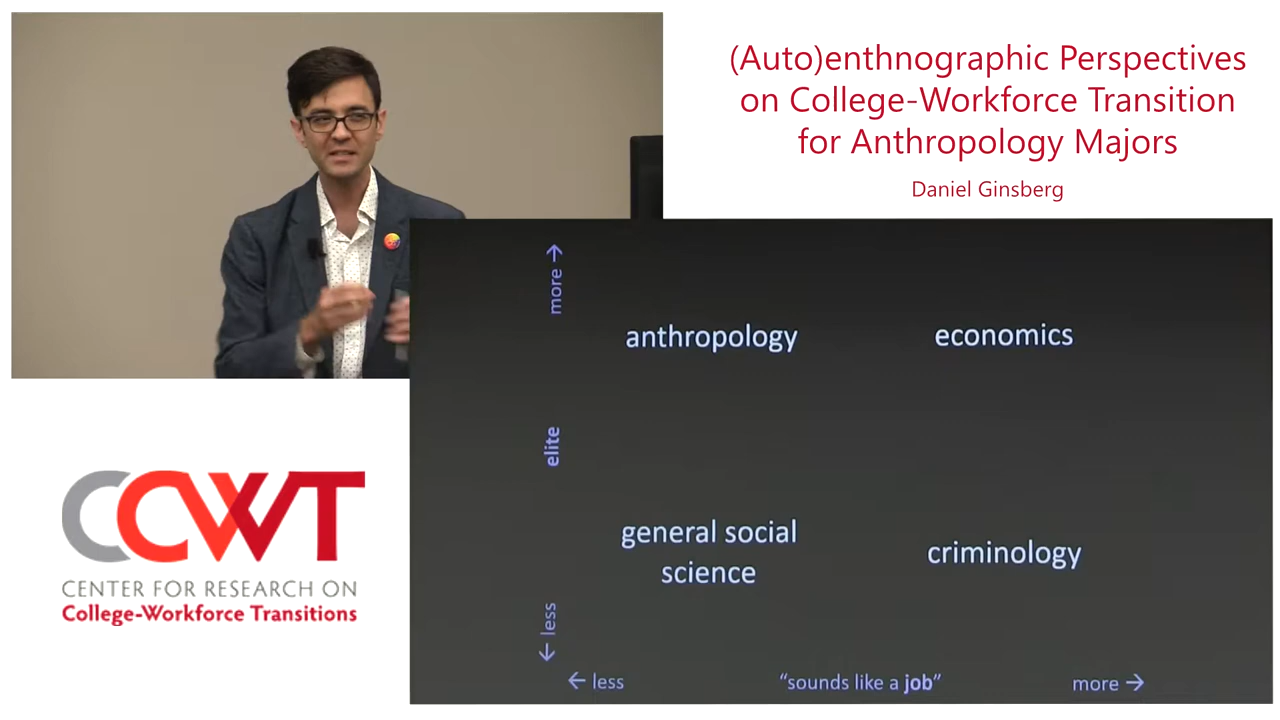 (Auto)enthnographic Perspectives
on College-Workforce Transition
for Anthropology Majors
Daniel Ginsberg
more →
anthropology
economics
elite
general social
science
criminology
← less
← less
"sounds like a job"
more →
CCWT
CENTER FOR RESEARCH ON
College-Workforce Transitions